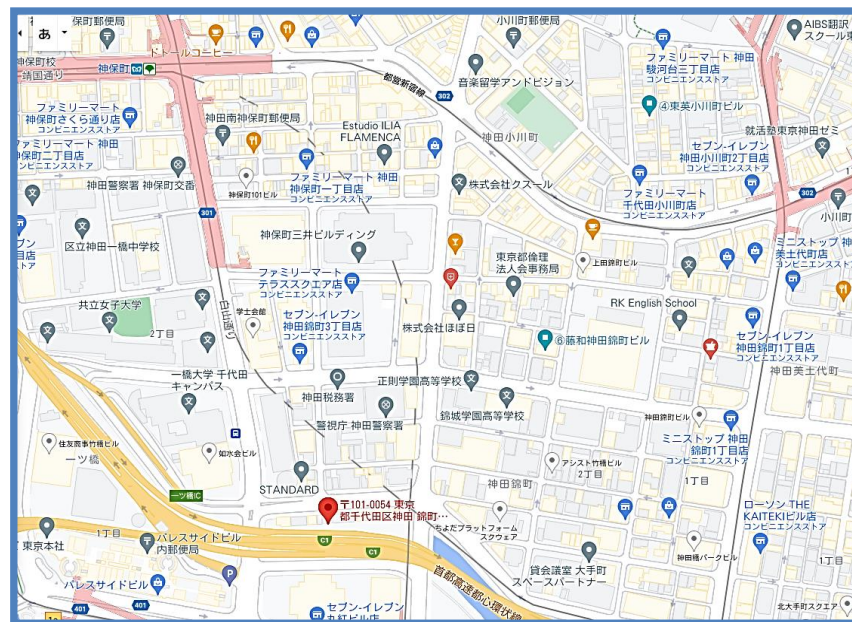 あ
保町郵便局
ドトールコーヒー
小川町郵便局
AIBS翻訳
スクール東
神保町
靖国通り
都営新宿線
302
音楽留学アンドビジョン
ファミリーマート 神田
駿河台三丁目店
コンビニエンスストア
④東英小川町ビル
ファミリーマート
神保町さくら通り店
コンビニエンスストア
神田南神保町郵便局
Estudio ILIA
FLAMENCA
神田小川町
就活塾東京神田ゼミ
セブン-イレブン
神田小川町2丁目店
コンビニエンスストア
ファミリーマート 神田
神保町二丁目店
コンビニエンスストア
神田警察署 神保町交番
神保町101ビル
ファミリーマート 神田
神保町一丁目店
コンビニエンスストア
株式会社クズール
ファミリーマート
千代田小川町店
コンビニエンスストア
302
小川町
301
区立神田一橋中学校
神保町三井ビルディング
東京都倫理
法人会事務局
上田錦町ビル
ミニストップ 神
美土代町店
コンビニエンスストア
ファミリーマート
テラススクエア店
コンビニエンスストア
RK English School
共立女子大学
2丁目
白山通り
学士会館
セブン-イレブン
神田錦町3丁目店
コンビニエンスストア
株式会社ほぼ日
⑥藤和神田錦町ビル
セブン-イレブン
神田錦町1丁目店
コンビニエンスストア
神田美土代町
一橋大学 千代田
キャンパス
神田税務署
正則学園高等学校
錦城学園高等学校
神田錦町ビル
警視庁 神田警察署
ミニストップ 神田
錦町1丁目店
コンビニエンスストア
住友商事竹橋ビル
一ツ橋
如水会ビル
アシスト竹橋ビル
2丁目
神田錦町
STANDARD
一ツ橋IC
〒101-0054 東京
都千代田区神田 錦町…
ちよだプラットフォーム
スクウェア
ローソン THE
KAITEKIビル店
コンビニエンスストア
東京本社
1丁目
パレスサイドビル
内郵便局
C1
C1
首都高速都心環状線
貸会議室 大手町
スペースパートナー
神田橋パークビル
1丁目
パレスサイドビル
P
401
401
セブン-イレブン
丸紅ビル店
北大手町スクエア